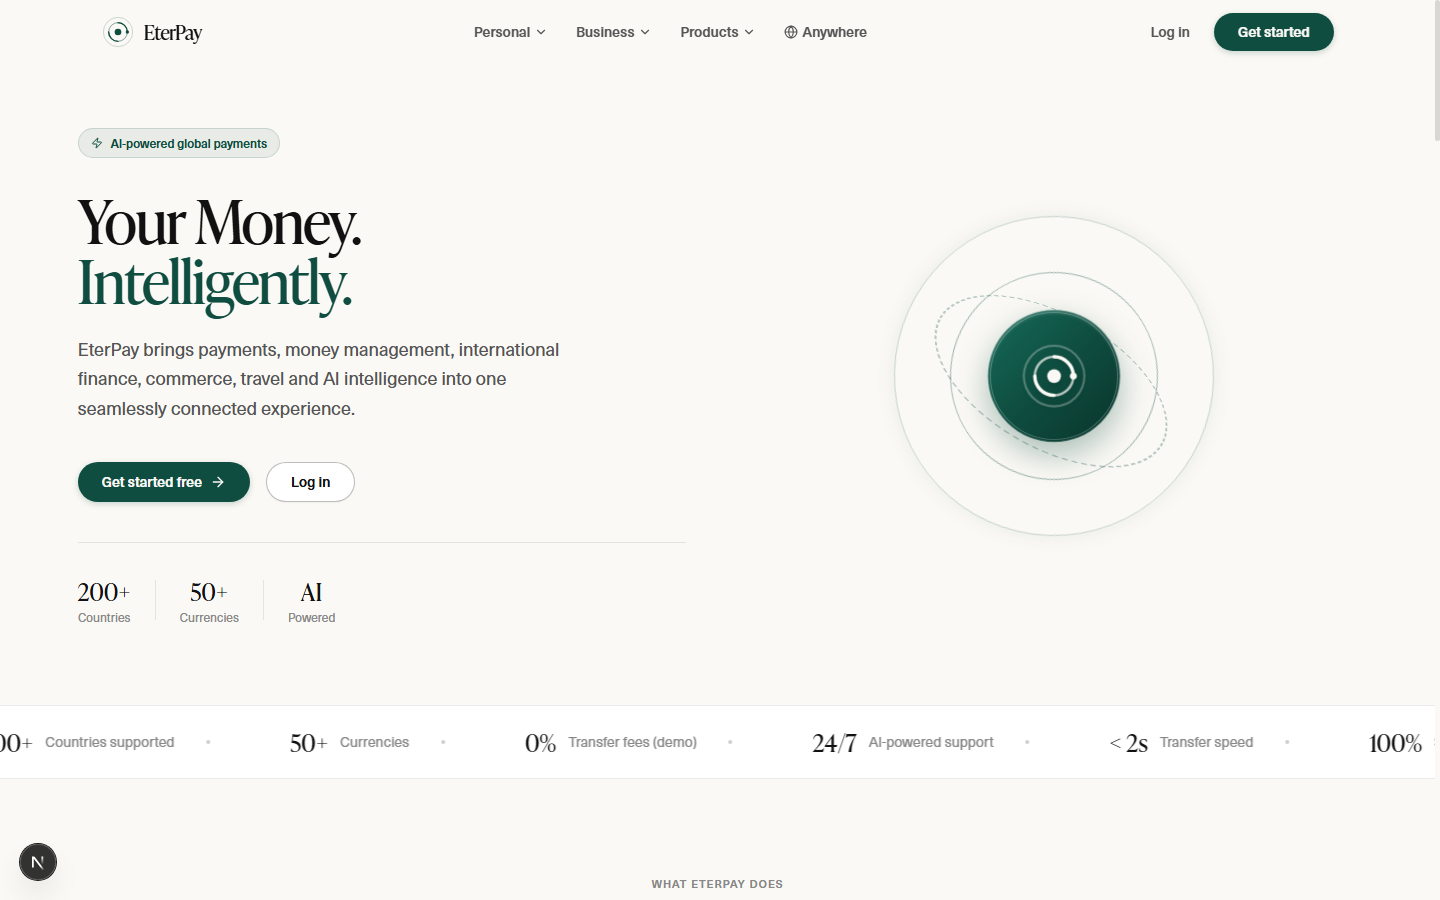 EterPay
Personal
Business
Products
Anywhere
Log in
Get started
AI-powered global payments
Your Money.
Intelligently.
EterPay brings payments, money management, international
finance, commerce, travel and AI intelligence into one
seamlessly connected experience.
Get started free
Log in
200+
Countries
50+
Currencies
AI
Powered
00+ Countries supported • 50+ Currencies • 0% Transfer fees (demo) • 24/7 AI-powered support • < 2s Transfer speed • 100%
N
WHAT ETERPAY DOES